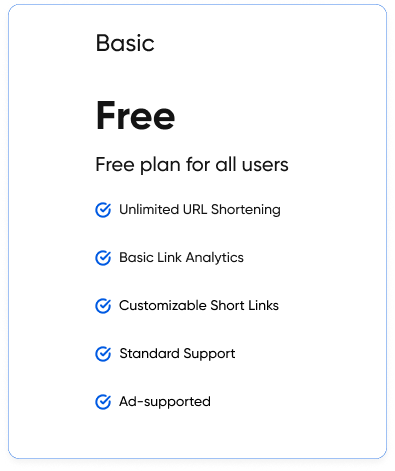 Basic
Free
Free plan for all users
Unlimited URL Shortening
Basic Link Analytics
Customizable Short Links
Standard Support
Ad-supported